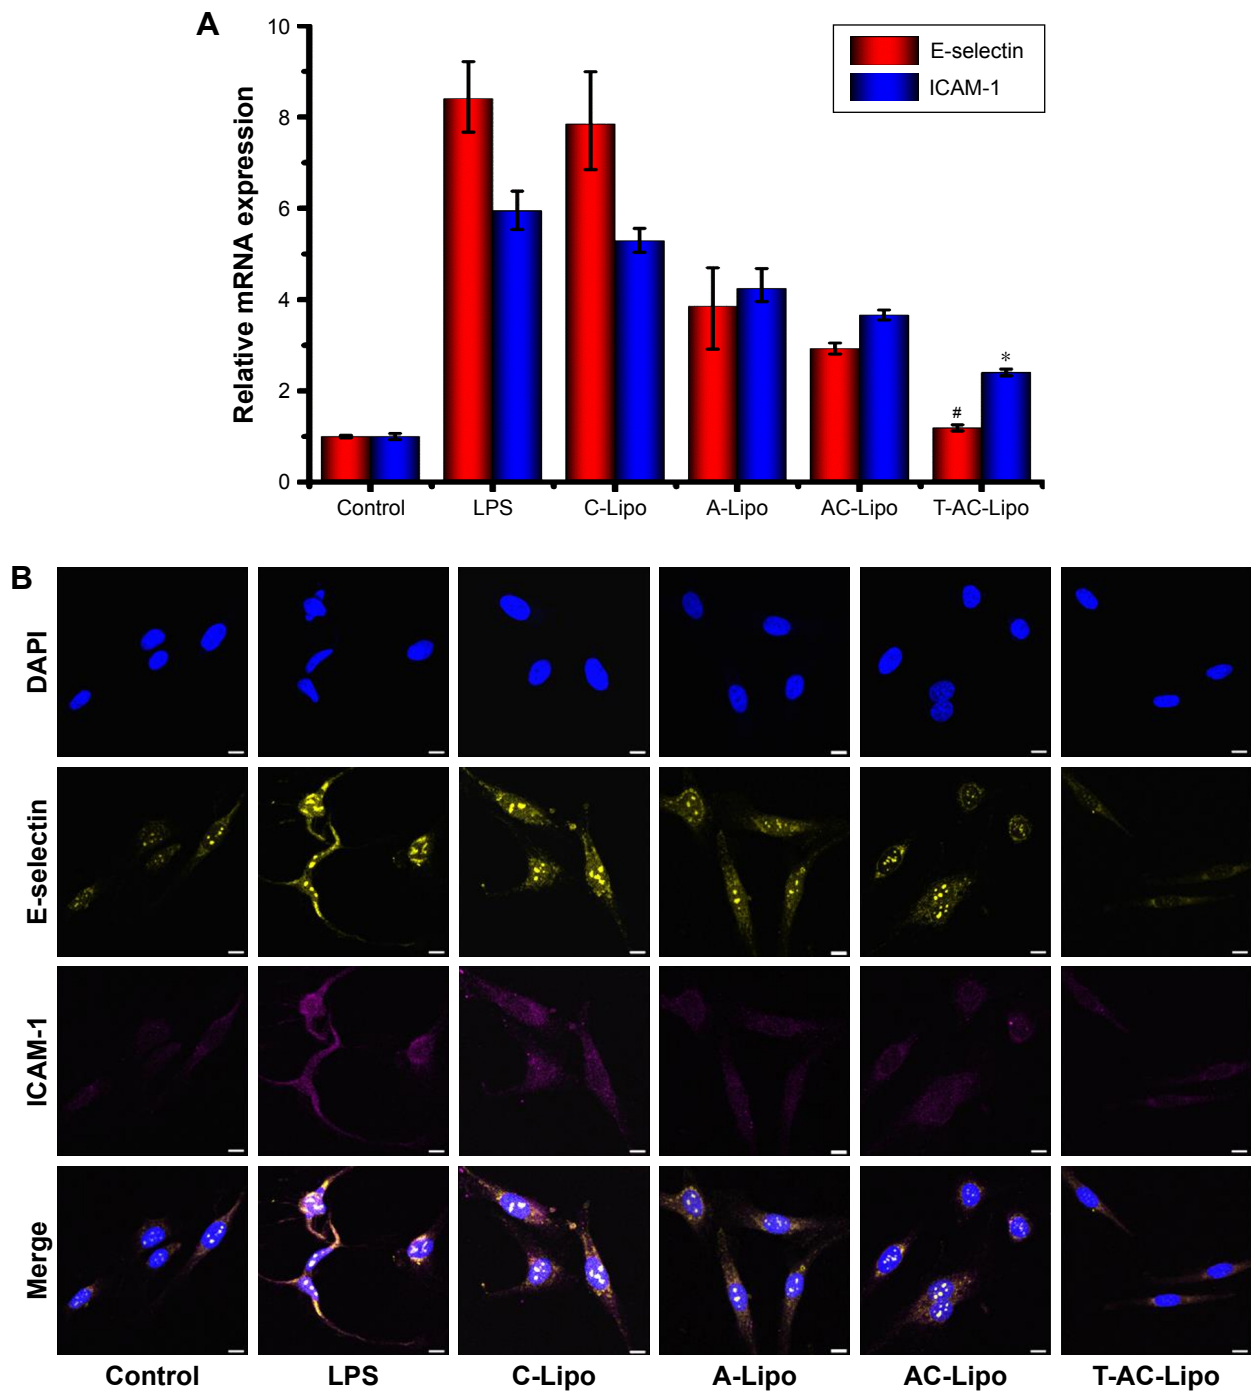 A
E-selectin
ICAM-1
Relative mRNA expression
10
8
6
4
2
0
#
*
Control LPS C-Lipo A-Lipo AC-Lipo T-AC-Lipo
B
DAPI
E-selectin
ICAM-1
Merge
Control LPS C-Lipo A-Lipo AC-Lipo T-AC-Lipo